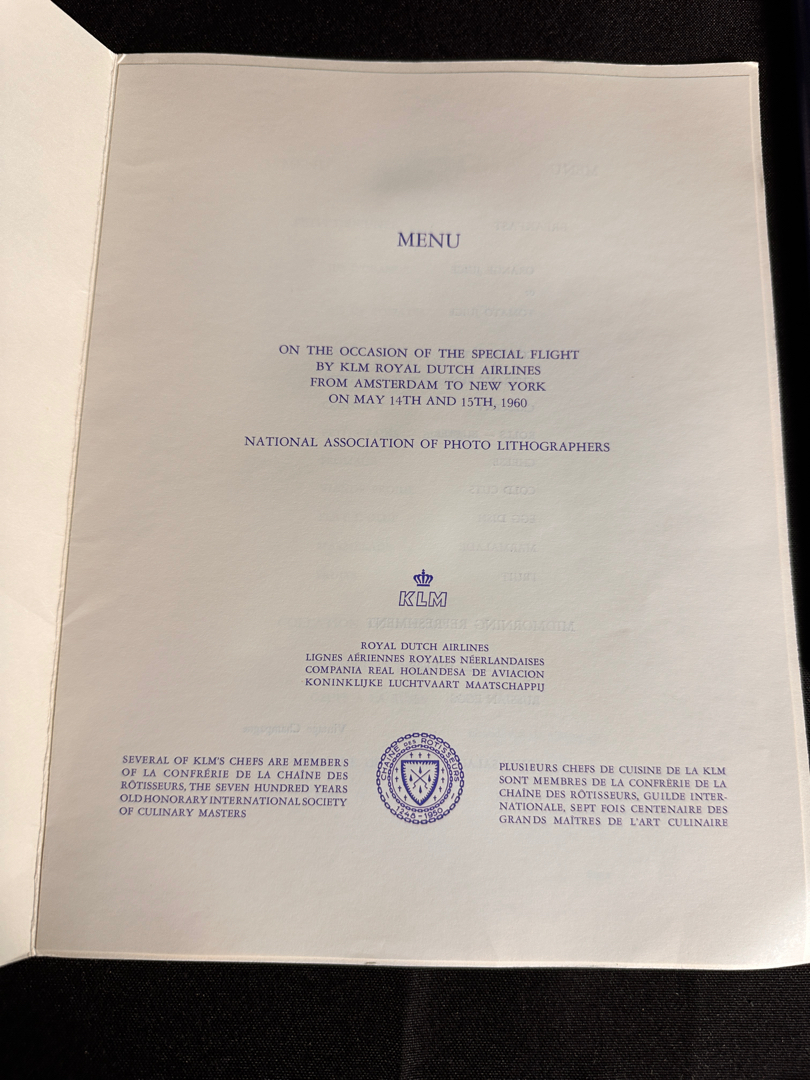 MENU
ON THE OCCASION OF THE SPECIAL FLIGHT
BY KLM ROYAL DUTCH AIRLINES
FROM AMSTERDAM TO NEW YORK
ON MAY 14TH AND 15TH, 1960
NATIONAL ASSOCIATION OF PHOTO LITHOGRAPHERS
KLM
ROYAL DUTCH AIRLINES
LIGNES AÉRIENNES ROYALES NÉERLANDAISES
COMPANIA REAL HOLANDESA DE AVIACION
KONINKLIJKE LUCHTVAART MAATSCHAPPIJ
SEVERAL OF KLM'S CHEFS ARE MEMBERS
OF LA CONFRÉRIE DE LA CHAÎNE DES
RÔTISSEURS, THE SEVEN HUNDRED YEARS
OLD HONORARY INTERNATIONAL SOCIETY
OF CULINARY MASTERS
CHAINE DES ROTISSEURS
1248-1950
PLUSIEURS CHEFS DE CUISINE DE LA KLM
SONT MEMBRES DE LA CONFRÉRIE DE LA
CHAÎNE DES RÔTISSEURS, GUILDE INTER-
NATIONALE, SEPT FOIS CENTENAIRE DES
GRANDS MAÎTRES DE L'ART CULINAIRE